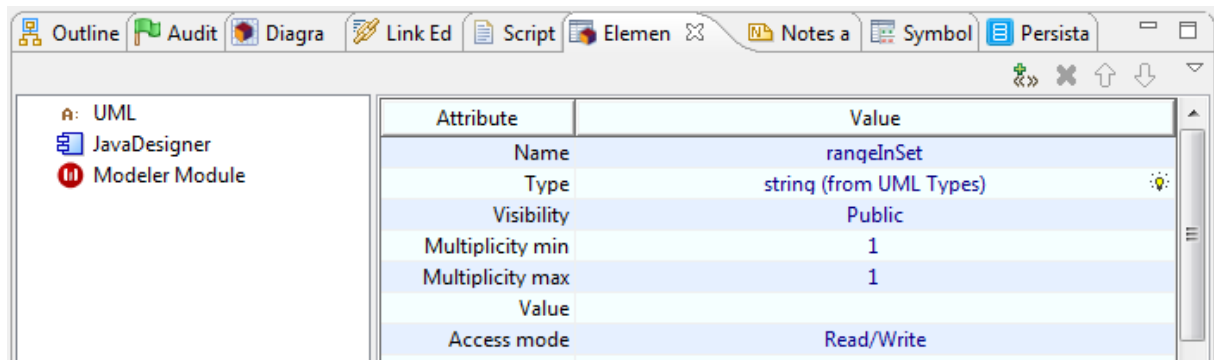 Outline Audit Diagra Link Ed Script Elemen Notes a Symbol Persista
UML
JavaDesigner
Modeler Module
Attribute Value
Name rangeInSet
Type string (from UML Types)
Visibility Public
Multiplicity min 1
Multiplicity max 1
Value
Access mode Read/Write